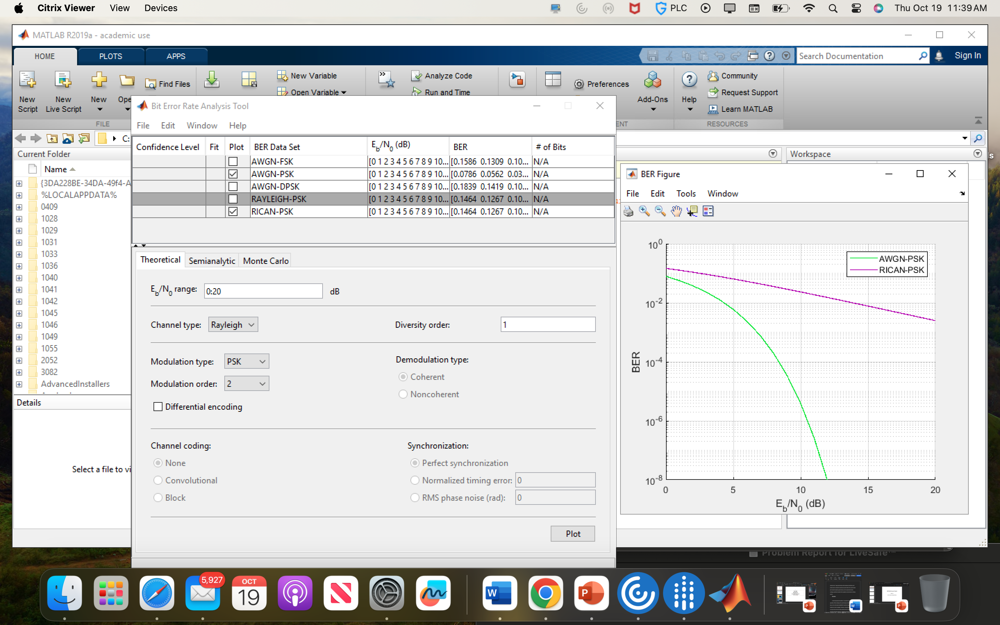 Citrix Viewer View Devices PLC Thu Oct 19 11:39 AM
MATLAB R2019a - academic use
HOME PLOTS APPS Search Documentation Sign In
New Variable Analyze Code Community
Find Files Preferences
Open Variable Run and Time Request Support
New New New Ope Add-Ons Help
Script Live Script Learn MATLAB
FILE ENT RESOURCES
Bit Error Rate Analysis Tool
File Edit Window Help
C:
Current Folder
Name
{3DA228BE-34DA-49f4-A
%LOCALAPPDATA%
0409
1028
1029
1031
1033
1036
1040
1041
1042
1045
1046
1049
1055
2052
3082
AdvancedInstallers
Details
Select a file to vi
Confidence Level Fit Plot BER Data Set Eb/N0 (dB) BER # of Bits
AWGN-FSK [0 1 2 3 4 5 6 7 8 9 10... [0.1586 0.1309 0.10... N/A
AWGN-PSK [0 1 2 3 4 5 6 7 8 9 10... [0.0786 0.0562 0.03... N/A
AWGN-DPSK [0 1 2 3 4 5 6 7 8 9 10... [0.1839 0.1419 0.10... N/A
RAYLEIGH-PSK [0 1 2 3 4 5 6 7 8 9 10... [0.1464 0.1267 0.10... N/A
RICAN-PSK [0 1 2 3 4 5 6 7 8 9 10... [0.1464 0.1267 0.10... N/A
Theoretical Semianalytic Monte Carlo
Eb/N0 range: 0:20 dB
Channel type: Rayleigh Diversity order: 1
Modulation type: PSK Demodulation type:
Coherent
Modulation order: 2
Noncoherent
Differential encoding
Channel coding: Synchronization:
None Perfect synchronization
Convolutional Normalized timing error: 0
Block RMS phase noise (rad): 0
Plot
Workspace
s
BER Figure
File Edit Tools Window
10^0
AWGN-PSK
RICAN-PSK
10^-2
BER
10^-4
10^-6
10^-8
0 5 10 15 20
Eb/N0 (dB)
Problem Report for LiveSafe™
5,927
OCT
19
W
P
P
W
P